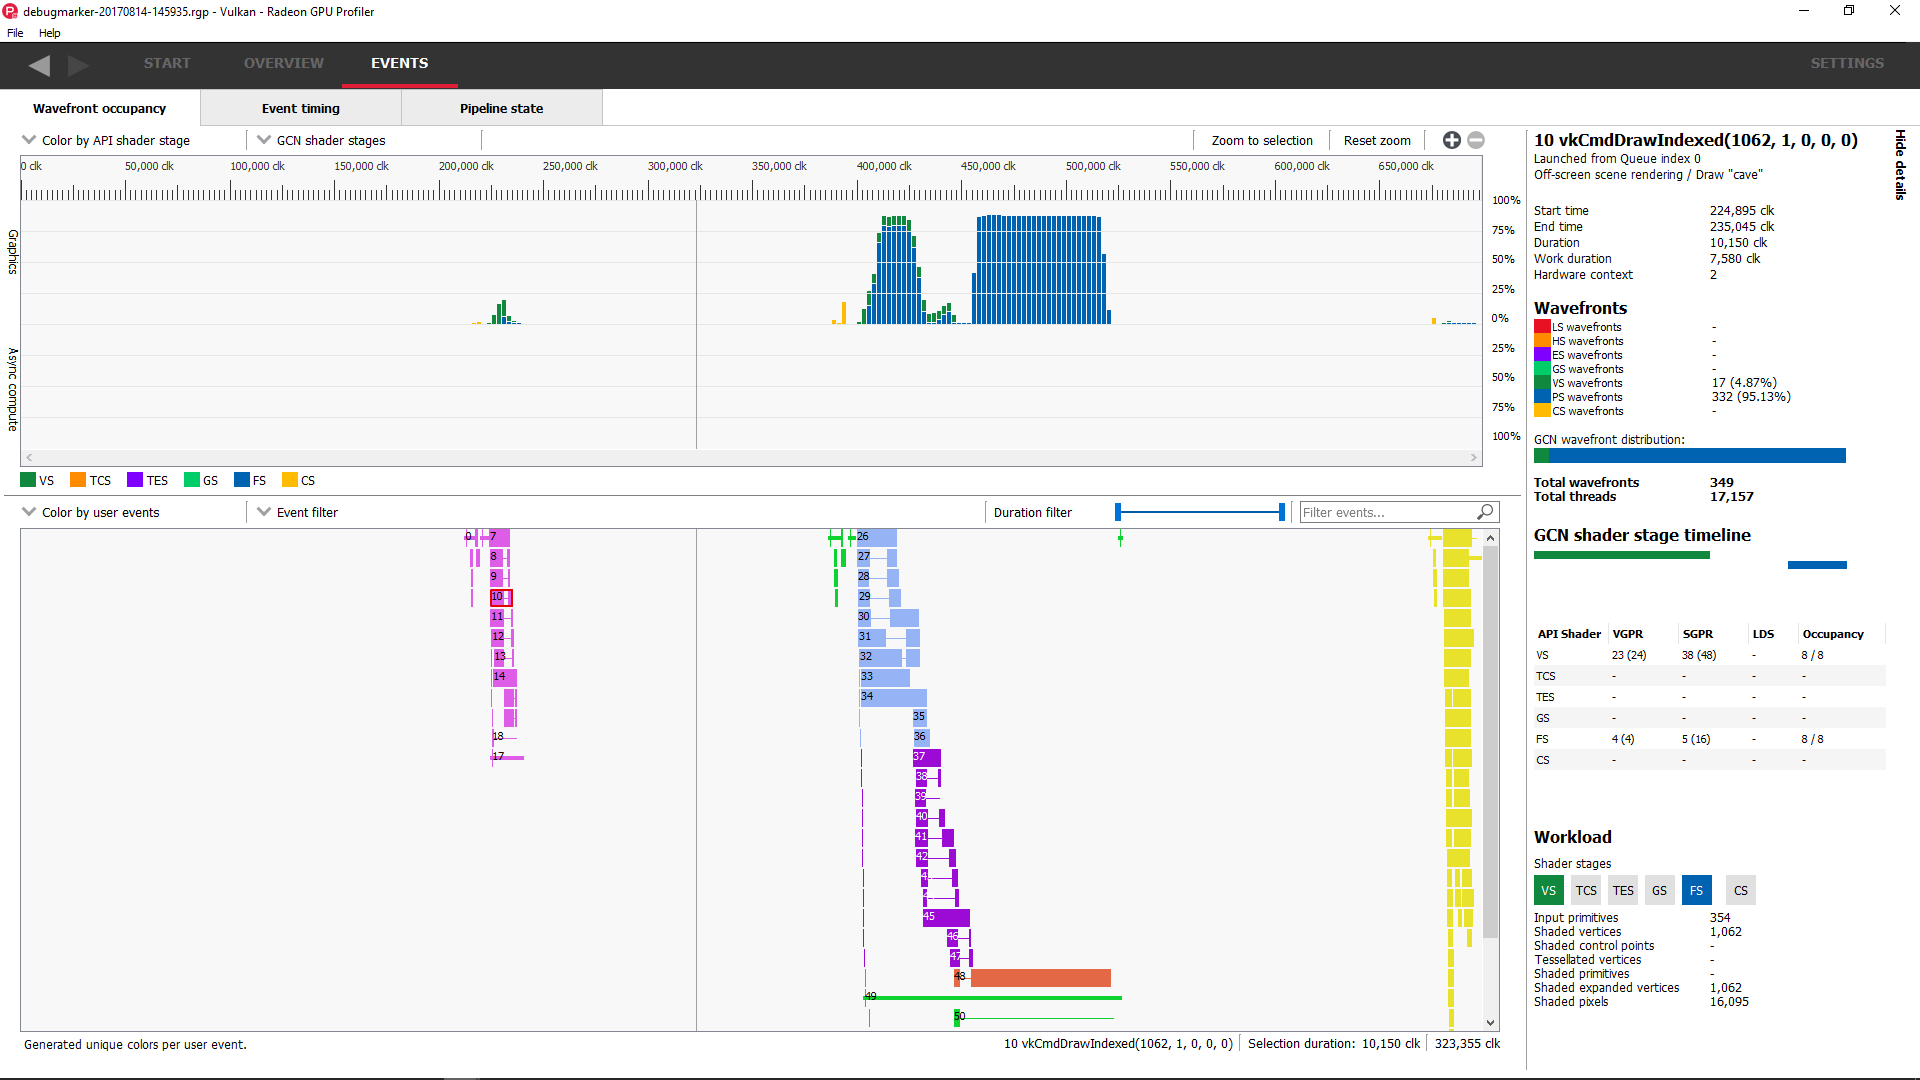 debugmarker-20170814-145935.rgp - Vulkan - Radeon GPU Profiler
File Help
START OVERVIEW EVENTS SETTINGS
Wavefront occupancy Event timing Pipeline state
Color by API shader stage GCN shader stages Zoom to selection Reset zoom
0 clk 50,000 clk 100,000 clk 150,000 clk 200,000 clk 250,000 clk 300,000 clk 350,000 clk 400,000 clk 450,000 clk 500,000 clk 550,000 clk 600,000 clk 650,000 clk
Graphics
100%
75%
50%
25%
0%
Async compute
25%
50%
75%
100%
VS TCS TES GS FS CS
Color by user events Event filter Duration filter Filter events...
0 7 26
8 27
9 28
10 29
11 30
12 31
13 32
14 33
34
35
18 36
17 37
38
39
40
41
42
45
46
47
48
49
50
Generated unique colors per user event. 10 vkCmdDrawIndexed(1062, 1, 0, 0, 0) Selection duration: 10,150 clk 323,355 clk
Hide details
10 vkCmdDrawIndexed(1062, 1, 0, 0, 0)
Launched from Queue index 0
Off-screen scene rendering / Draw "cave"
Start time 224,895 clk
End time 235,045 clk
Duration 10,150 clk
Work duration 7,580 clk
Hardware context 2
Wavefronts
LS wavefronts -
HS wavefronts -
ES wavefronts -
GS wavefronts -
VS wavefronts 17 (4.87%)
PS wavefronts 332 (95.13%)
CS wavefronts -
GCN wavefront distribution:
Total wavefronts 349
Total threads 17,157
GCN shader stage timeline
API Shader VGPR SGPR LDS Occupancy
VS 23 (24) 38 (48) - 8 / 8
TCS - - - -
TES - - - -
GS - - - -
FS 4 (4) 5 (16) - 8 / 8
CS - - - -
Workload
Shader stages
VS TCS TES GS FS CS
Input primitives 354
Shaded vertices 1,062
Shaded control points -
Tessellated vertices -
Shaded primitives -
Shaded expanded vertices 1,062
Shaded pixels 16,095